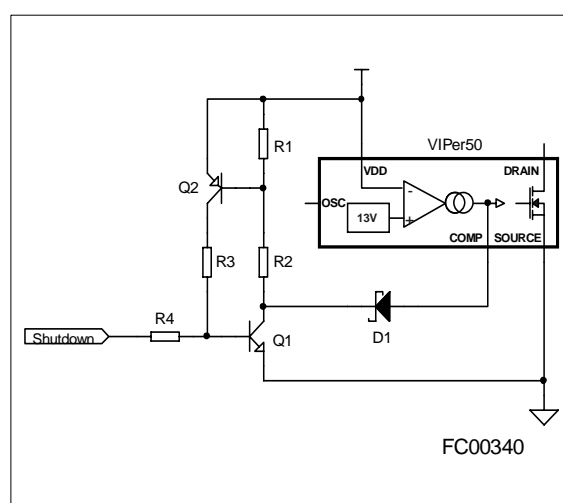 VIPer50
R1
VDD
DRAIN
Q2
OSC
-
13V
+
COMP
SOURCE
R3
R2
R4
D1
Shutdown
Q1
FC00340